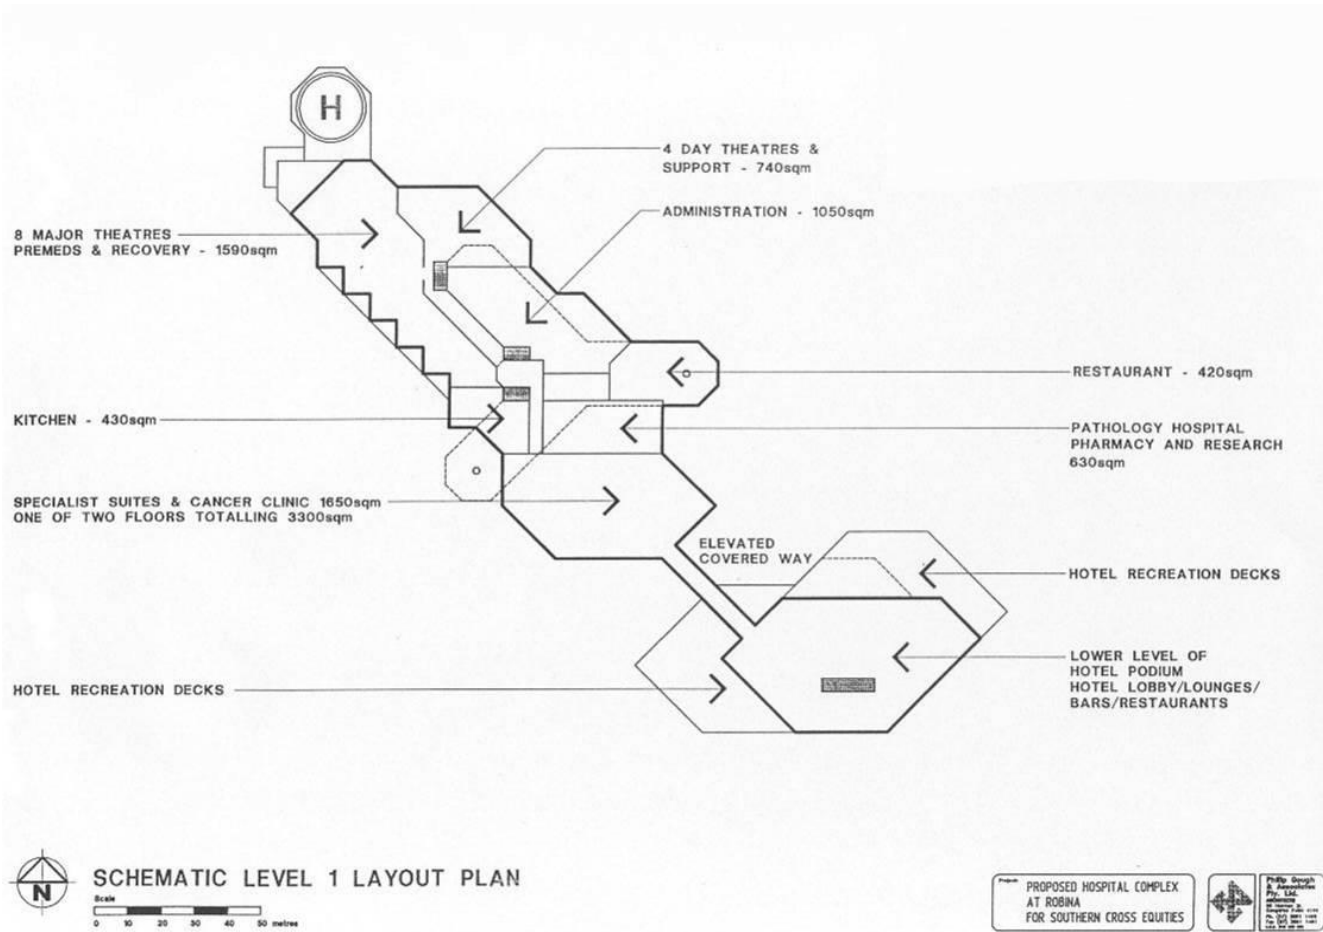 H
4 DAY THEATRES &
SUPPORT - 740sqm
ADMINISTRATION - 1050sqm
8 MAJOR THEATRES
PREMEDS & RECOVERY - 1590sqm
RESTAURANT - 420sqm
KITCHEN - 430sqm
PATHOLOGY HOSPITAL
PHARMACY AND RESEARCH
630sqm
SPECIALIST SUITES & CANCER CLINIC 1650sqm
ONE OF TWO FLOORS TOTALLING 3300sqm
ELEVATED
COVERED WAY
HOTEL RECREATION DECKS
LOWER LEVEL OF
HOTEL PODIUM
HOTEL LOBBY/LOUNGES/
BARS/RESTAURANTS
HOTEL RECREATION DECKS
N
SCHEMATIC LEVEL 1 LAYOUT PLAN
Scale
0 10 20 30 40 50 metres
Project
PROPOSED HOSPITAL COMPLEX
AT ROBINA
FOR SOUTHERN CROSS EQUITIES
Phillip Gough
& Associates
Pty. Ltd.